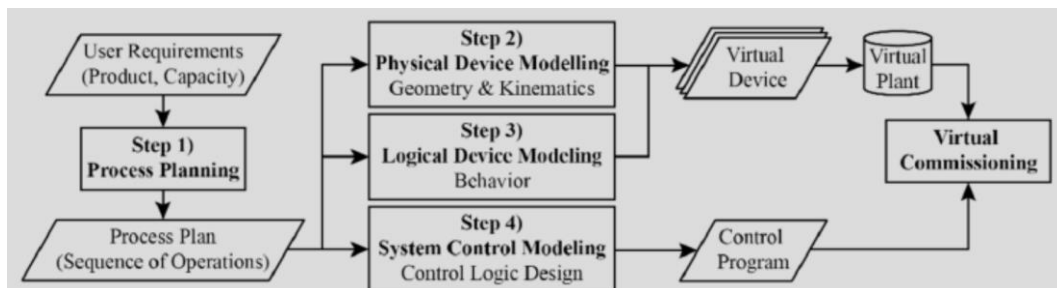 User Requirements
(Product, Capacity)
Step 1)
Process Planning
Process Plan
(Sequence of Operations)
Step 2)
Physical Device Modelling
Geometry & Kinematics
Step 3)
Logical Device Modeling
Behavior
Step 4)
System Control Modeling
Control Logic Design
Virtual
Device
Virtual
Plant
Control
Program
Virtual
Commissioning